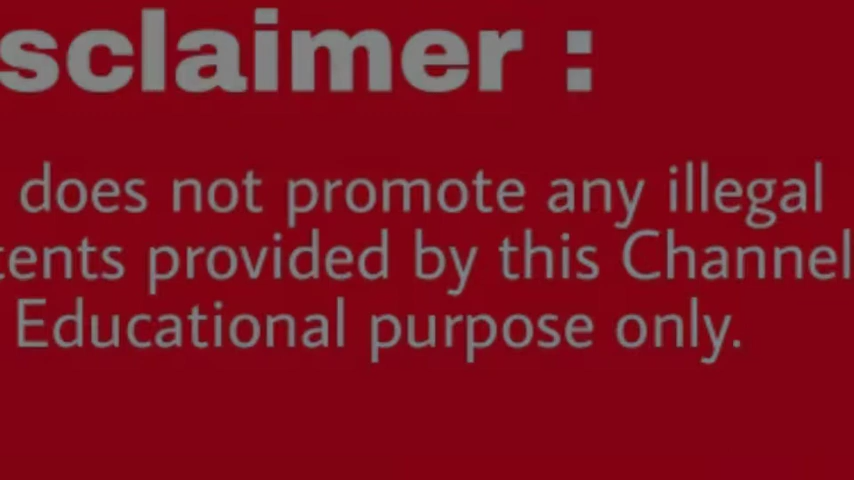 sclaimer :
does not promote any illegal
tents provided by this Channel
Educational purpose only.